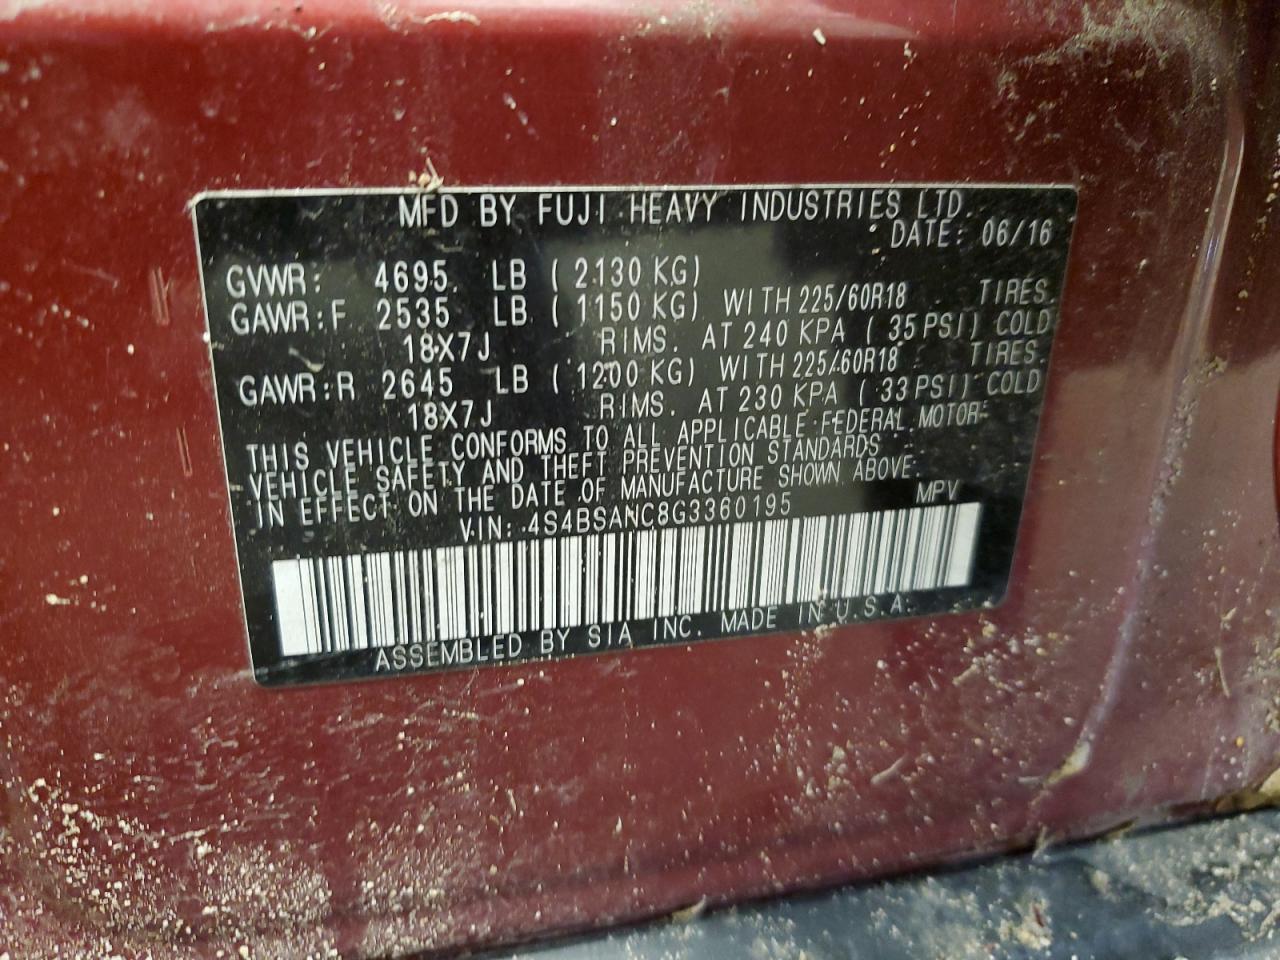 MFD BY FUJI HEAVY INDUSTRIES LTD.
DATE: 06/16
GVWR: 4695 LB (2130 KG)
GAWR:F 2535 LB (1150 KG) WITH 225/60R18 TIRES.
18X7J RIMS. AT 240 KPA (35 PSI) COLD
GAWR:R 2645 LB (1200 KG) WITH 225/60R18 TIRES.
18X7J RIMS. AT 230 KPA (33 PSI) COLD
THIS VEHICLE CONFORMS TO ALL APPLICABLE FEDERAL MOTOR
VEHICLE SAFETY AND THEFT PREVENTION STANDARDS
IN EFFECT ON THE DATE OF MANUFACTURE SHOWN ABOVE.
VIN: 4S4BSANC8G3360195 MPV
ASSEMBLED BY SIA INC. MADE IN U.S.A.